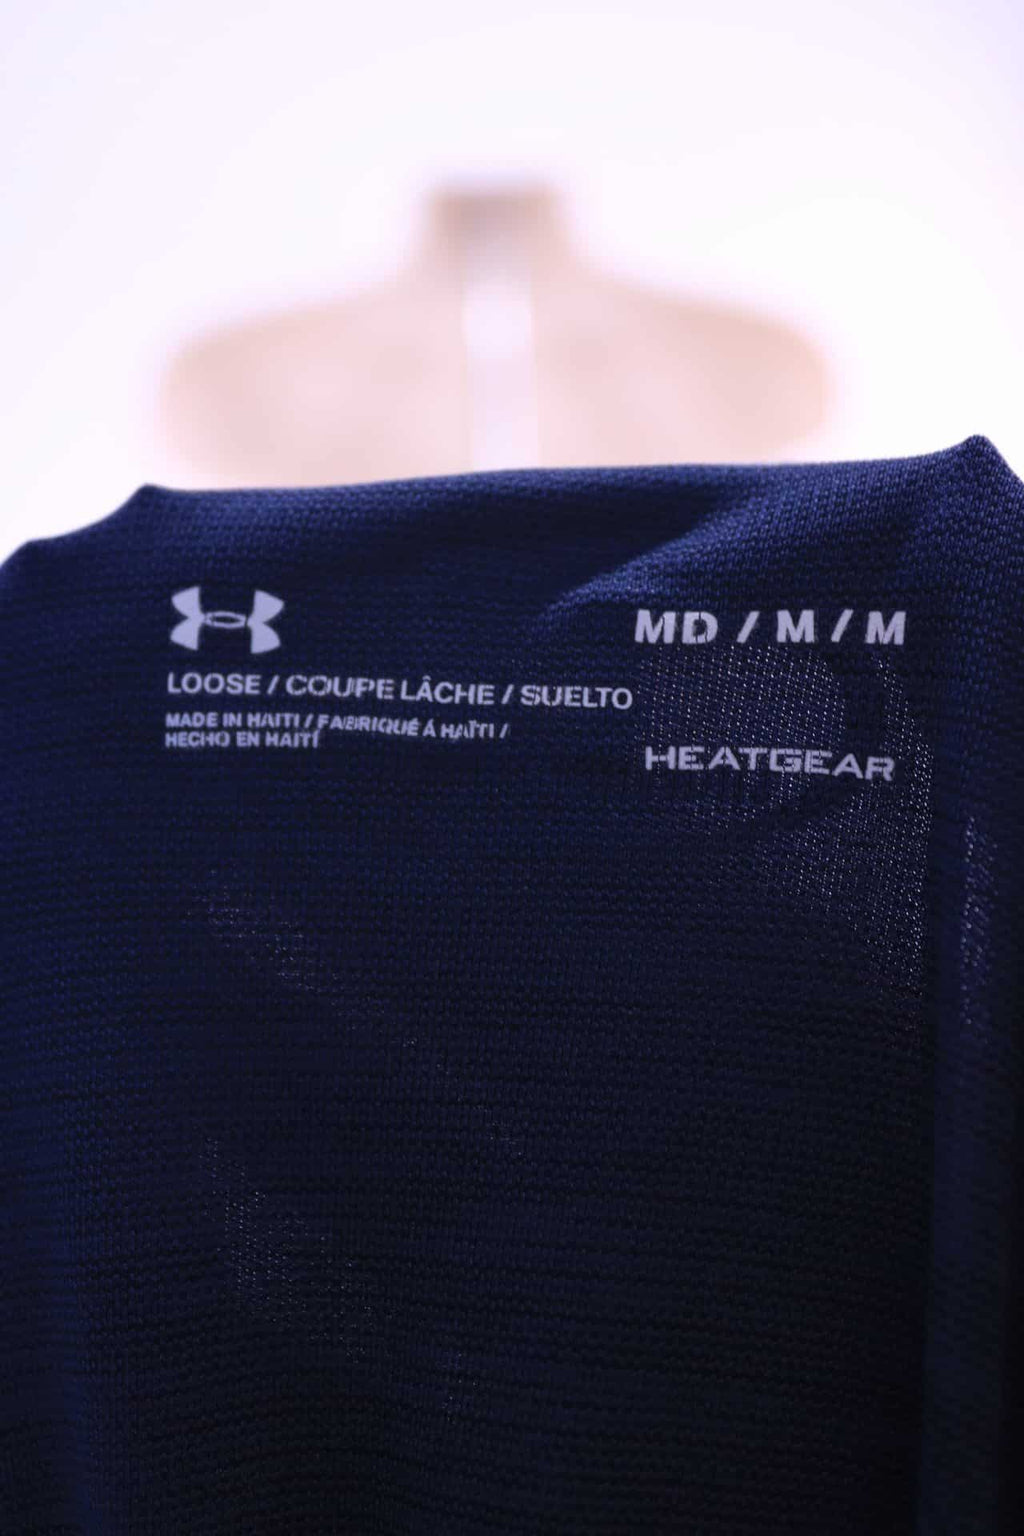 MD / M / M
LOOSE / COUPE LÂCHE / SUELTO
MADE IN HAITI / FABRIQUÉ À HAÏTI /
HECHO EN HAITÍ
HEATGEAR